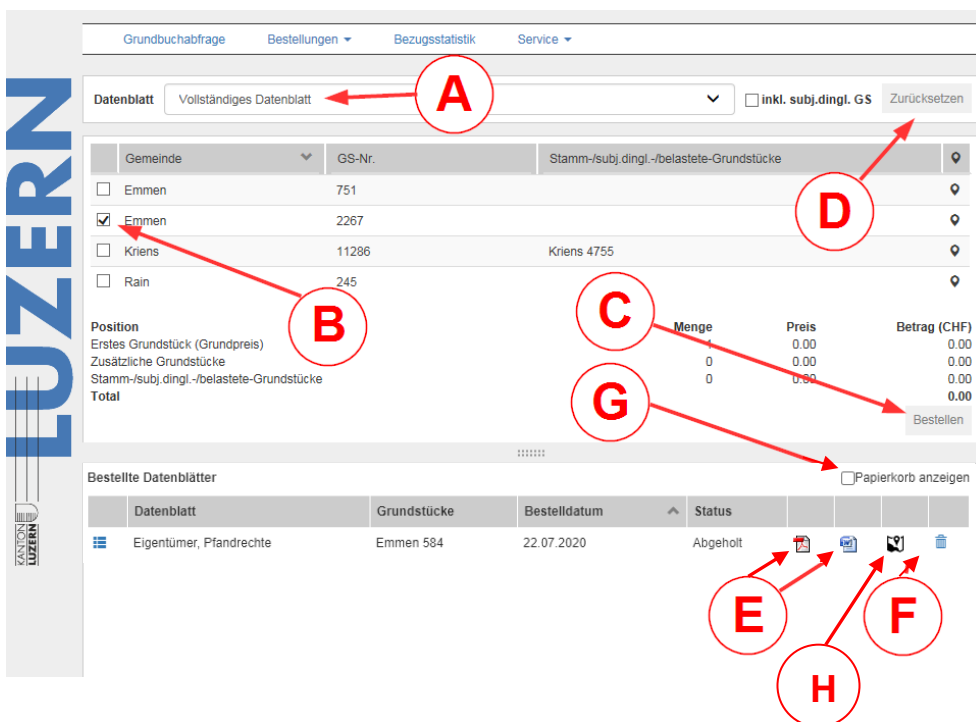 Grundbuchabfrage Bestellungen Bezugsstatistik Service
LUZERN
KANTON
LUZERN
Datenblatt Vollständiges Datenblatt A inkl. subj.dingl. GS Zurücksetzen
Gemeinde GS-Nr. Stamm-/subj.dingl.-/belastete-Grundstücke
Emmen 751
D
Emmen 2267
Kriens 11286 Kriens 4755
Rain 245
B
C
Position Menge Preis Betrag (CHF)
Erstes Grundstück (Grundpreis) 1 0.00 0.00
Zusätzliche Grundstücke 0 0.00 0.00
Stamm-/subj.dingl.-/belastete-Grundstücke 0 0.00 0.00
Total 0.00
G
Bestellen
Bestellte Datenblätter Papierkorb anzeigen
Datenblatt Grundstücke Bestelldatum Status
Eigentümer, Pfandrechte Emmen 584 22.07.2020 Abgeholt
E F
H